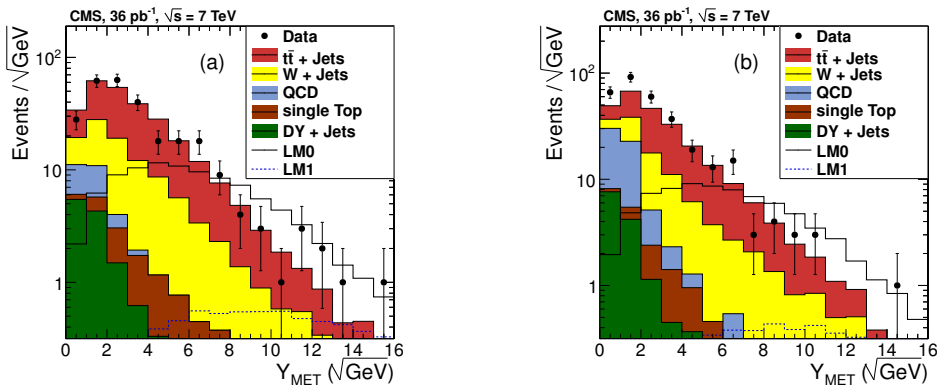 CMS, 36 pb⁻¹, √s = 7 TeV
Events / √GeV
10²
10
1
(a)
Data
tt̄ + Jets
W + Jets
QCD
single Top
DY + Jets
LM0
LM1
0 2 4 6 8 10 12 14 16
Y_MET (√GeV)
CMS, 36 pb⁻¹, √s = 7 TeV
Events / √GeV
10²
10
1
(b)
Data
tt̄ + Jets
W + Jets
QCD
single Top
DY + Jets
LM0
LM1
0 2 4 6 8 10 12 14 16
Y_MET (√GeV)